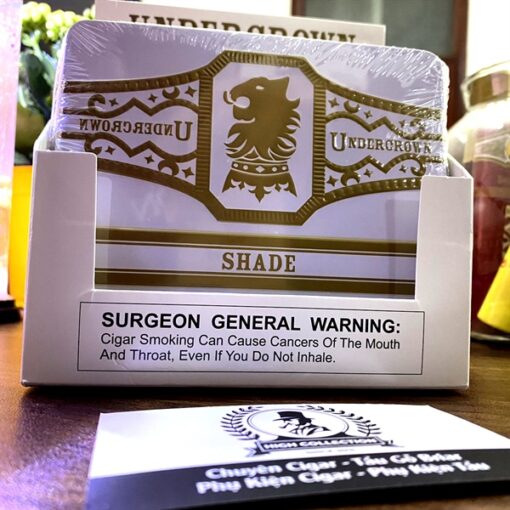 UNDERCROWN
UNDERCROWN
UNDERCROWN
SHADE
SURGEON GENERAL WARNING:
Cigar Smoking Can Cause Cancers Of The Mouth
And Throat, Even If You Do Not Inhale.
HIGH COLLECTION
Chuyên Cigar - Tẩu Gỗ Briar
Phụ Kiện Cigar - Phụ Kiện Tẩu